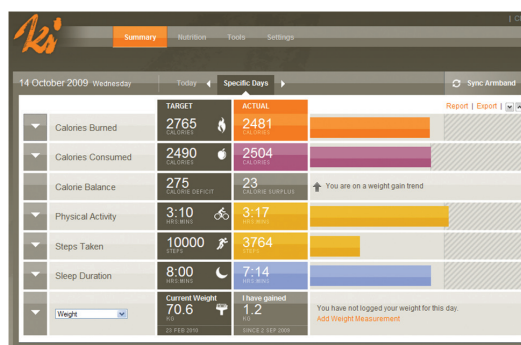 ki
Summary Nutrition Tools Settings
14 October 2009 Wednesday Today Specific Days Sync Armband
TARGET ACTUAL Report | Export |
Calories Burned 2765 CALORIES 2481 CALORIES
Calories Consumed 2490 CALORIES 2504 CALORIES
Calorie Balance 275 CALORIE DEFICIT 23 CALORIE SURPLUS You are on a weight gain trend
Physical Activity 3:10 HRS:MINS 3:17 HRS:MINS
Steps Taken 10000 STEPS 3764 STEPS
Sleep Duration 8:00 HRS:MINS 7:14 HRS:MINS
Current Weight I have gained
Weight 70.6 KG 1.2 KG You have not logged your weight for this day.
Add Weight Measurement
23 FEB 2010 SINCE 2 SEP 2009